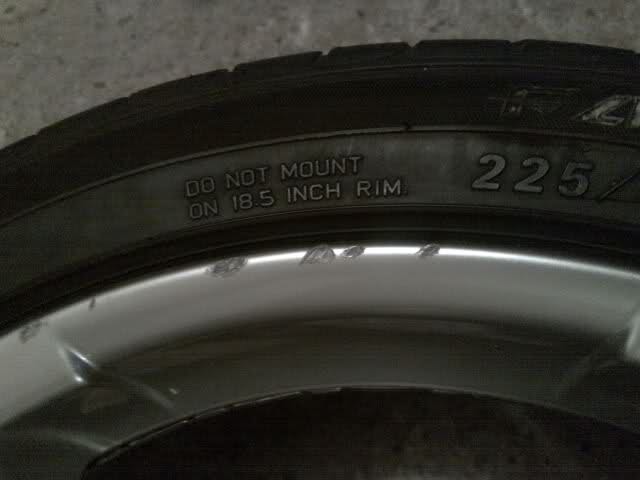 DO NOT MOUNT
ON 18.5 INCH RIM.
225/